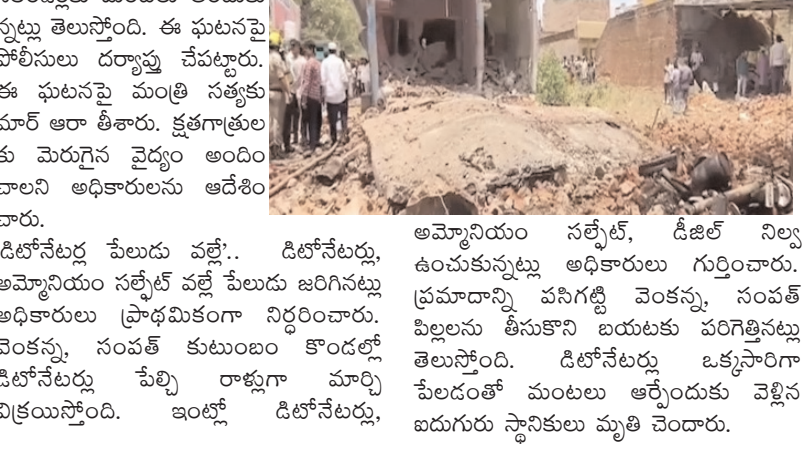 న్నట్లు తెలుస్తోంది. ఈ ఘటనపై
పోలీసులు దర్యాప్తు చేపట్టారు.
ఈ ఘటనపై మంత్రి సత్యకు
మార్ ఆరా తీశారు. క్షతగాత్రుల
కు మెరుగైన వైద్యం అందిం
చాలని అధికారులను ఆదేశిం
చారు.
డిటోనేటర్ల పేలుడు వల్లే'.. డిటోనేటర్లు,
అమ్మోనియం సల్ఫేట్ వల్లే పేలుడు జరిగినట్లు
అధికారులు ప్రాథమికంగా నిర్ధరించారు.
వెంకన్న, సంపత్ కుటుంబం కొండల్లో
డిటోనేటర్లు పేల్చి రాళ్లుగా మార్చి
విక్రయిస్తోంది. ఇంట్లో డిటోనేటర్లు,
అమ్మోనియం సల్ఫేట్, డీజిల్ నిల్వ
ఉంచుకున్నట్లు అధికారులు గుర్తించారు.
ప్రమాదాన్ని పసిగట్టి వెంకన్న, సంపత్
పిల్లలను తీసుకొని బయటకు పరిగెత్తినట్లు
తెలుస్తోంది. డిటోనేటర్లు ఒక్కసారిగా
పేలడంతో మంటలు ఆర్పేందుకు వెళ్లిన
ఐదుగురు స్థానికులు మృతి చెందారు.